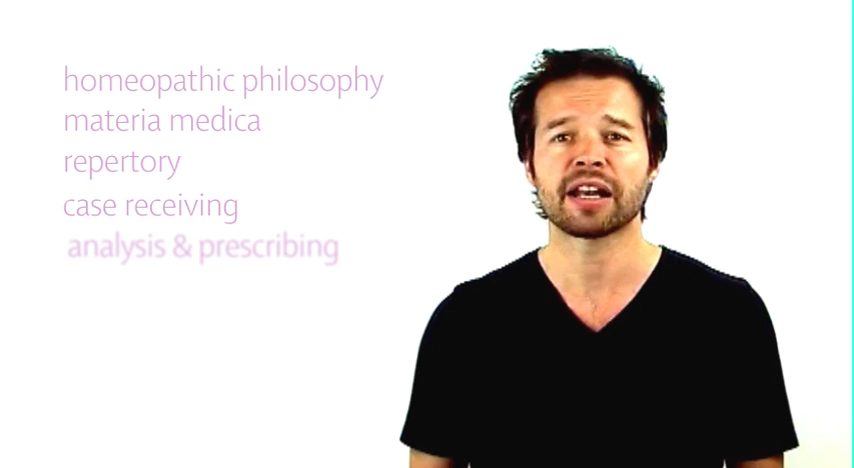 homeopathic philosophy
materia medica
repertory
case receiving
analysis & prescribing